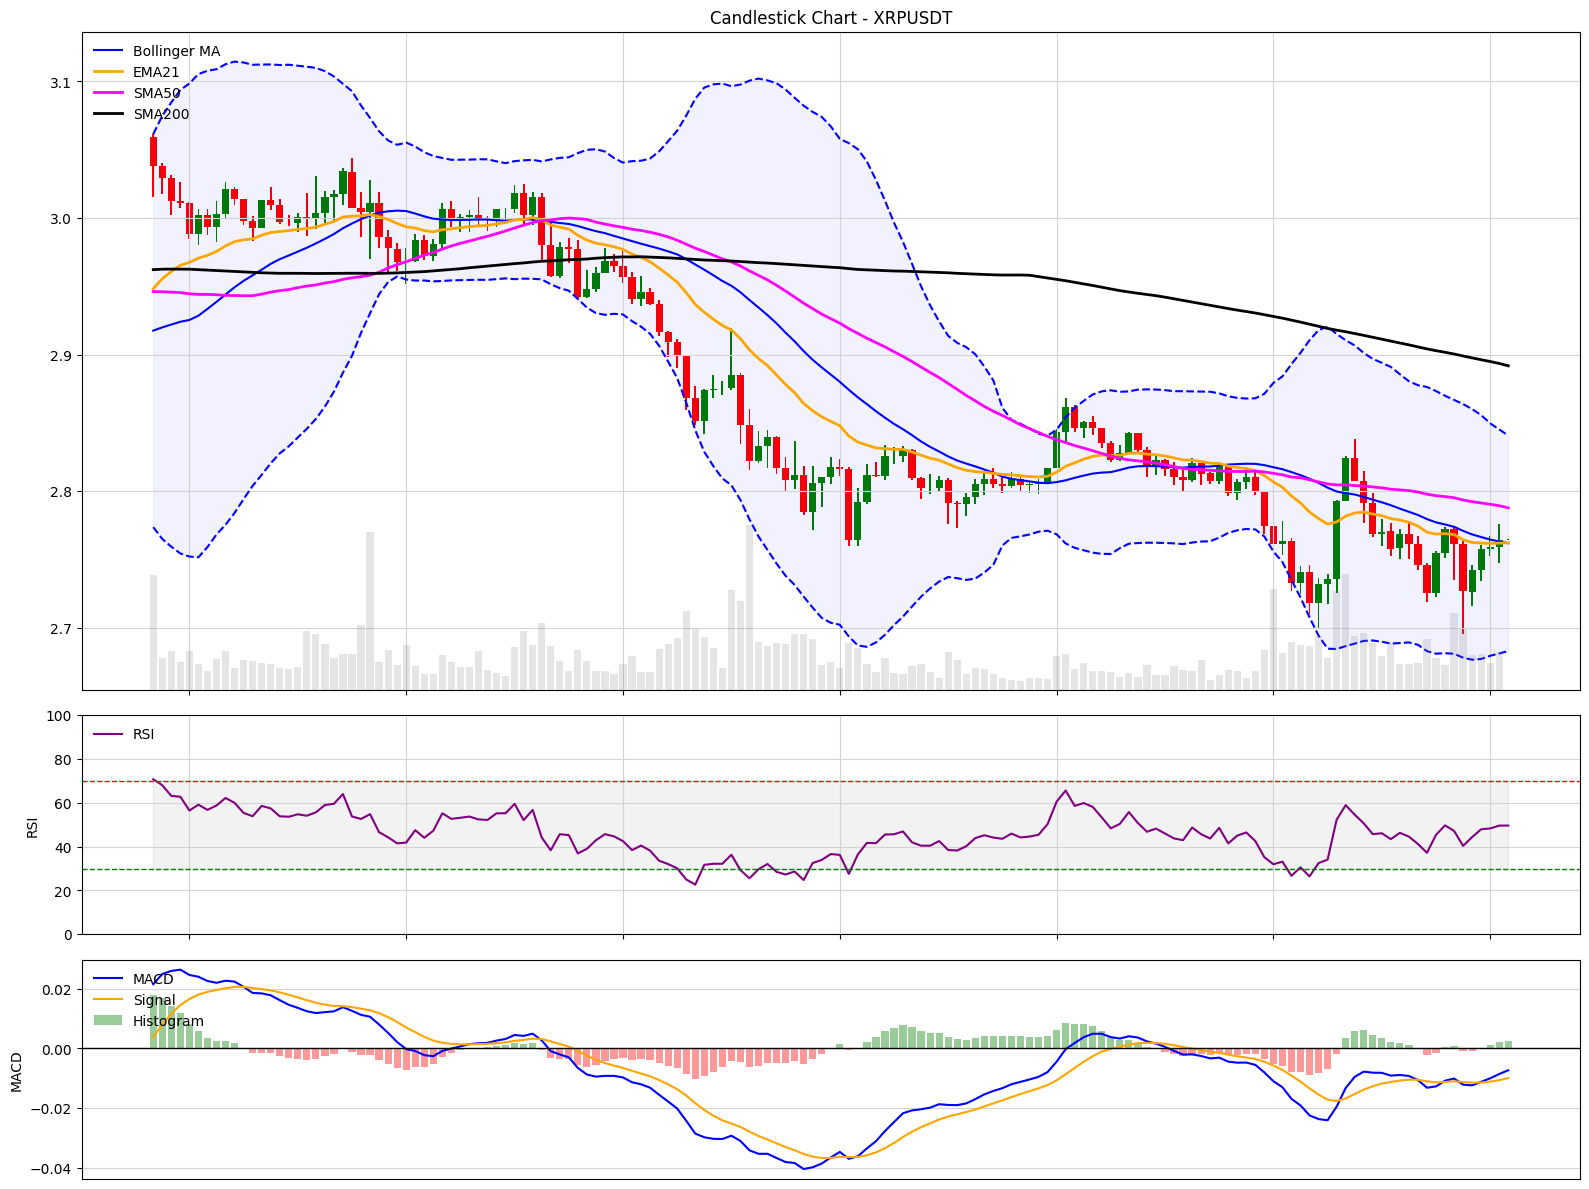 Candlestick Chart - XRPUSDT
Bollinger MA
EMA21
SMA50
SMA200
3.1
3.0
2.9
2.8
2.7
RSI
100
80
60
40
20
0
RSI
MACD
Signal
Histogram
0.02
0.00
−0.02
−0.04
MACD